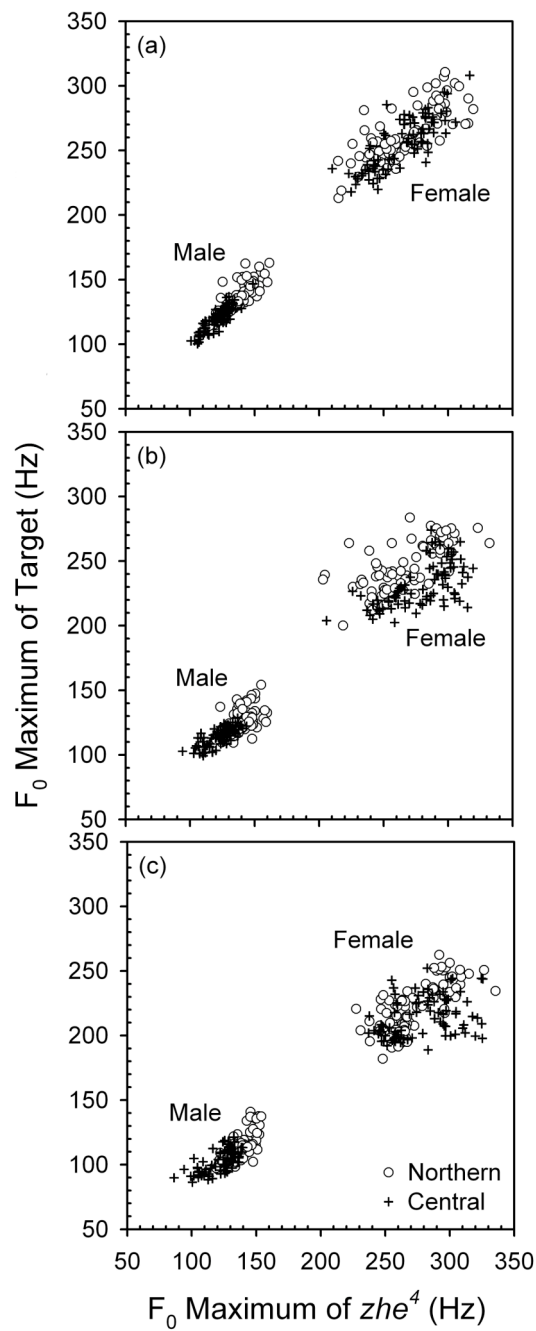 350
(a)
300
250
200
Female
Male
150
100
50
350
(b)
300
250
200
Female
Male
150
100
50
350
(c)
300
Female
250
200
150
Male
100
Northern
Central
50
50 100 150 200 250 300 350
F₀ Maximum of Target (Hz)
F₀ Maximum of zhe⁴ (Hz)